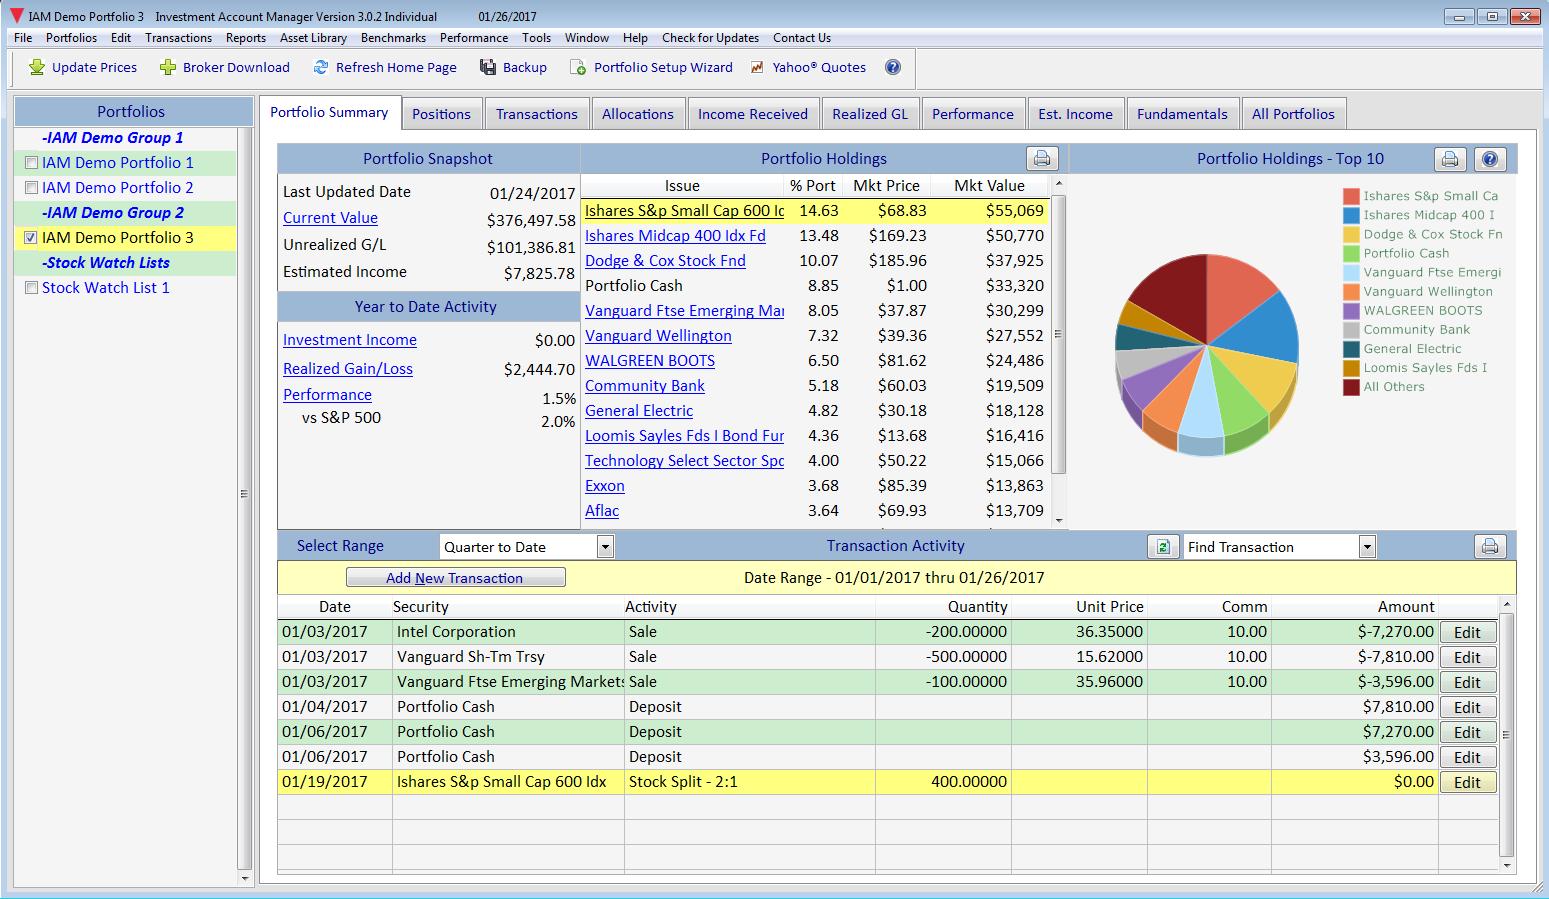 IAM Demo Portfolio 3 Investment Account Manager Version 3.0.2 Individual 01/26/2017
File Portfolios Edit Transactions Reports Asset Library Benchmarks Performance Tools Window Help Check for Updates Contact Us
Update Prices Broker Download Refresh Home Page Backup Portfolio Setup Wizard Yahoo® Quotes
Portfolios
-IAM Demo Group 1
IAM Demo Portfolio 1
IAM Demo Portfolio 2
-IAM Demo Group 2
IAM Demo Portfolio 3
-Stock Watch Lists
Stock Watch List 1
Portfolio Summary Positions Transactions Allocations Income Received Realized GL Performance Est. Income Fundamentals All Portfolios
Portfolio Snapshot
Last Updated Date 01/24/2017
Current Value $376,497.58
Unrealized G/L $101,386.81
Estimated Income $7,825.78
Year to Date Activity
Investment Income $0.00
Realized Gain/Loss $2,444.70
Performance 1.5%
vs S&P 500 2.0%
Portfolio Holdings
Issue % Port Mkt Price Mkt Value
Ishares S&p Small Cap 600 Id 14.63 $68.83 $55,069
Ishares Midcap 400 Idx Fd 13.48 $169.23 $50,770
Dodge & Cox Stock Fnd 10.07 $185.96 $37,925
Portfolio Cash 8.85 $1.00 $33,320
Vanguard Ftse Emerging Mar 8.05 $37.87 $30,299
Vanguard Wellington 7.32 $39.36 $27,552
WALGREEN BOOTS 6.50 $81.62 $24,486
Community Bank 5.18 $60.03 $19,509
General Electric 4.82 $30.18 $18,128
Loomis Sayles Fds I Bond Fur 4.36 $13.68 $16,416
Technology Select Sector Spd 4.00 $50.22 $15,066
Exxon 3.68 $85.39 $13,863
Aflac 3.64 $69.93 $13,709
Portfolio Holdings - Top 10
Ishares S&p Small Ca
Ishares Midcap 400 I
Dodge & Cox Stock Fn
Portfolio Cash
Vanguard Ftse Emergi
Vanguard Wellington
WALGREEN BOOTS
Community Bank
General Electric
Loomis Sayles Fds I
All Others
Select Range Quarter to Date Transaction Activity Find Transaction
Add New Transaction Date Range - 01/01/2017 thru 01/26/2017
Date Security Activity Quantity Unit Price Comm Amount
01/03/2017 Intel Corporation Sale -200.00000 36.35000 10.00 $-7,270.00 Edit
01/03/2017 Vanguard Sh-Tm Trsy Sale -500.00000 15.62000 10.00 $-7,810.00 Edit
01/03/2017 Vanguard Ftse Emerging Markets Sale -100.00000 35.96000 10.00 $-3,596.00 Edit
01/04/2017 Portfolio Cash Deposit $7,810.00 Edit
01/06/2017 Portfolio Cash Deposit $7,270.00 Edit
01/06/2017 Portfolio Cash Deposit $3,596.00 Edit
01/19/2017 Ishares S&p Small Cap 600 Idx Stock Split - 2:1 400.00000 $0.00 Edit